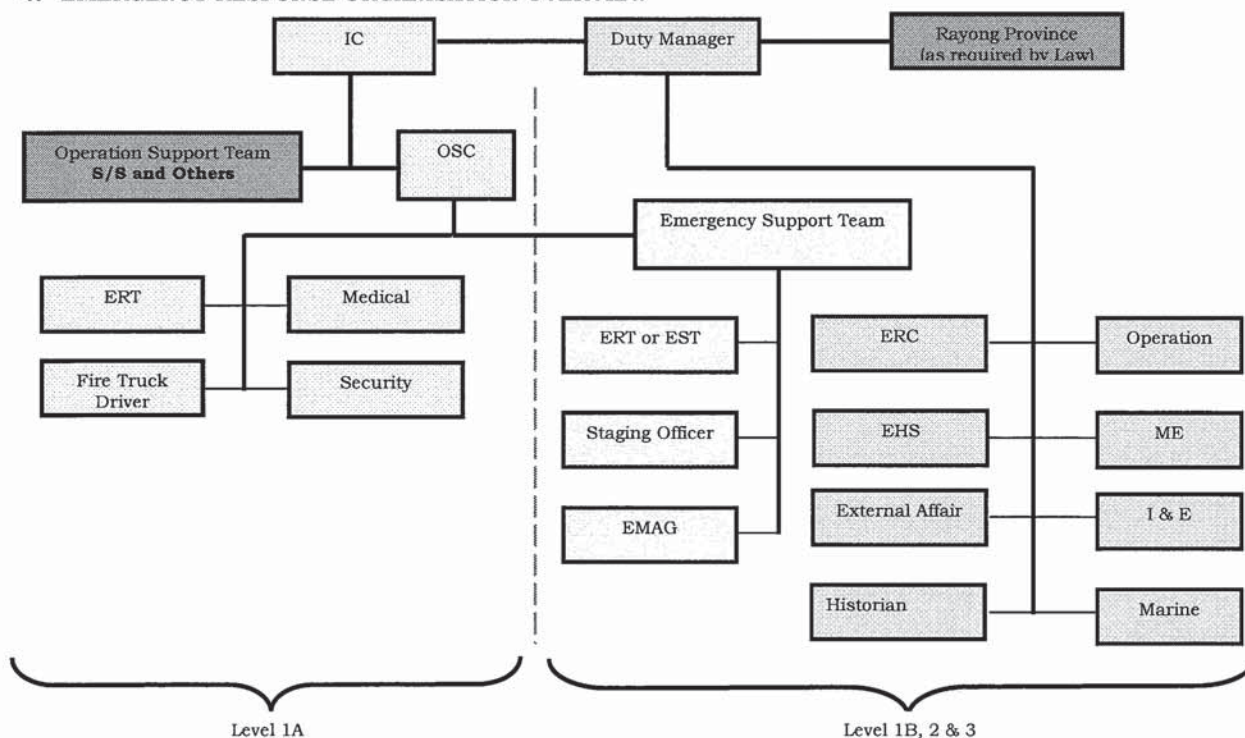 IC
Duty Manager
Rayong Province
(as required by Law)
Operation Support Team
S/S and Others
OSC
Emergency Support Team
ERT
Medical
Fire Truck
Driver
Security
ERT or EST
ERC
Operation
Staging Officer
EHS
ME
EMAG
External Affair
I & E
Historian
Marine
Level 1A
Level 1B, 2 & 3